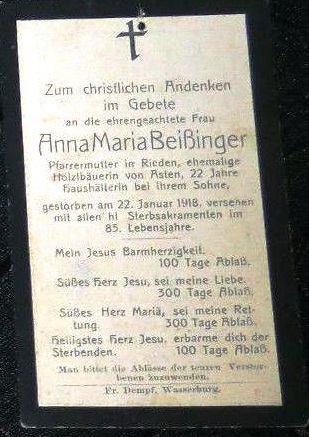 Zum christlichen Andenken
im Gebete
an die ehrengeachtete Frau
Anna Maria Beißinger
Pfarrermutter in Rieden, ehemalige
Holzlbäuerin von Asten, 22 Jahre
Haushälterin bei ihrem Sohne,
gestorben am 22. Januar 1918, versehen
mit allen hl Sterbsakramenten im
85. Lebensjahre.
Mein Jesus Barmherzigkeit.
100 Tage Ablaß.
Süßes Herz Jesu, sei meine Liebe.
300 Tage Ablaß.
Süßes Herz Mariä, sei meine Ret-
tung. 300 Tage Ablaß.
Heiligstes Herz Jesu, erbarme dich der
Sterbenden. 100 Tage Ablaß.
Man bittet die Ablässe der teuren Verstor-
benen zuzuwenden.
Fr. Dempf, Wasserburg.